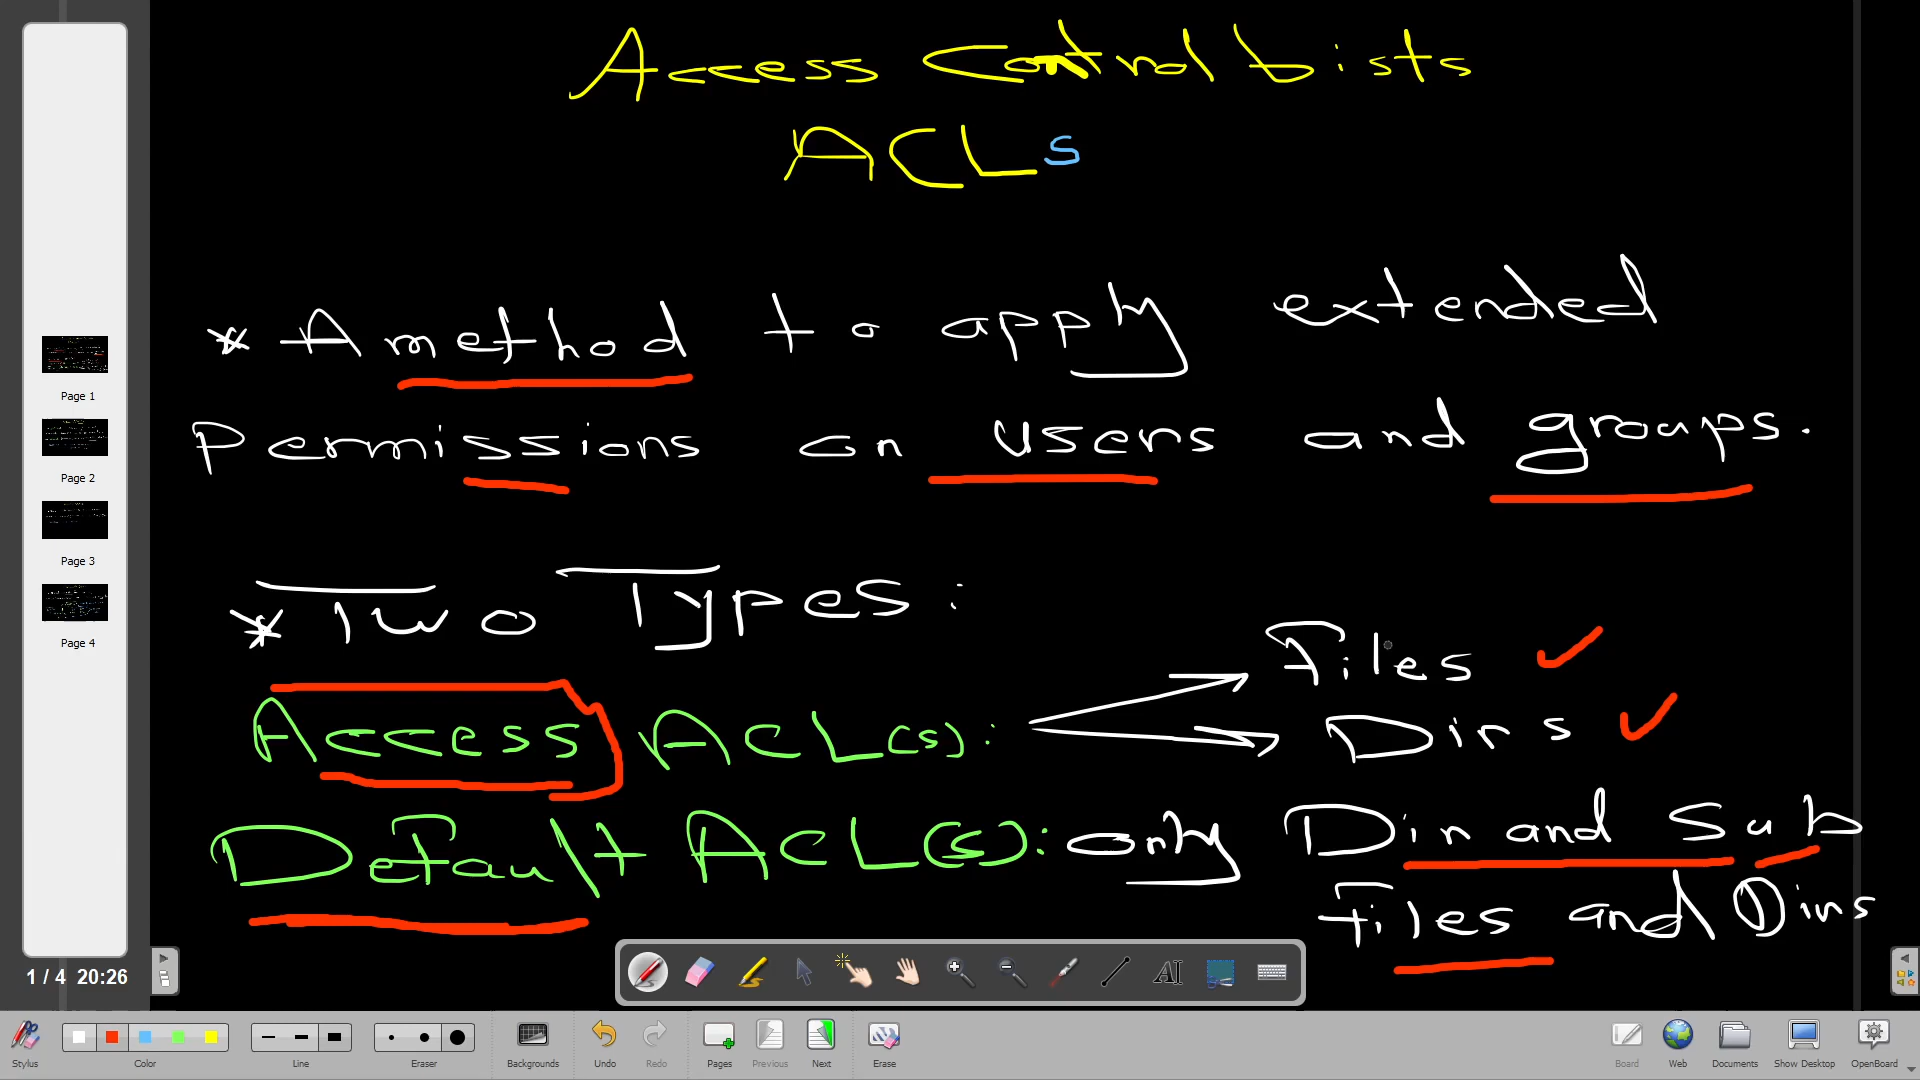 Access Control Lists
ACLs
* A method to apply extended
permissions on users and groups.
* Two Types:
Access ACL(s):
Files
Dirs
Default ACL(s): only Dir and Sub
Files and Dirs
Page 1
Page 2
Page 3
Page 4
1 / 4 20:26
AI
Stylus
Color
Line
Eraser
Backgrounds
Undo
Redo
Pages
Previous
Next
Erase
Board
Web
Documents
Show Desktop
OpenBoard